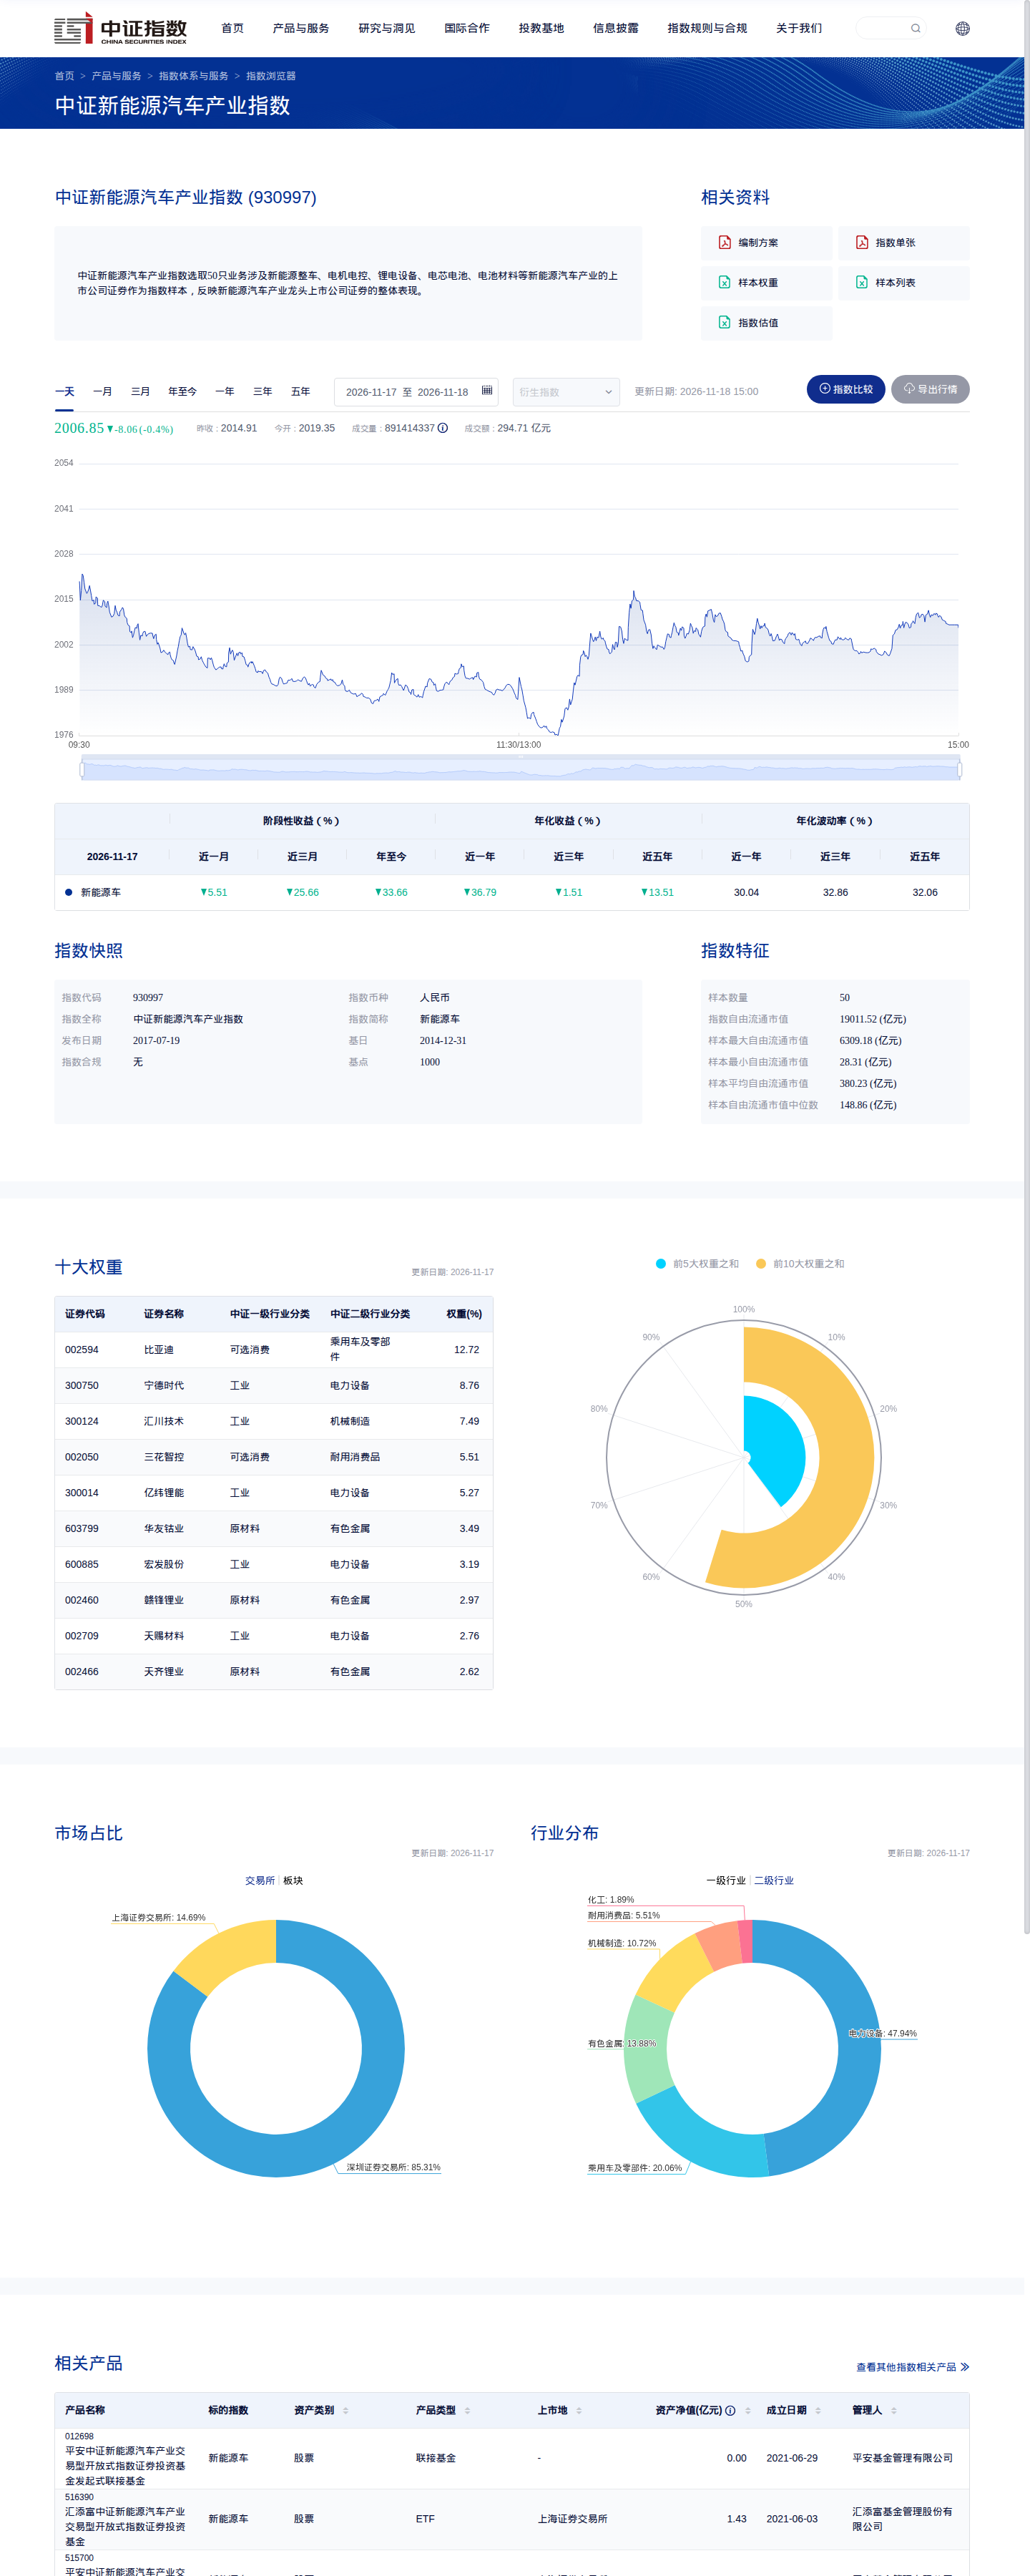 中证指数
CHINA SECURITIES INDEX
首页 产品与服务 研究与洞见 国际合作 投教基地 信息披露 指数规则与合规 关于我们
首页 > 产品与服务 > 指数体系与服务 > 指数浏览器
中证新能源汽车产业指数
中证新能源汽车产业指数 (930997)
中证新能源汽车产业指数选取50只业务涉及新能源整车、电机电控、锂电设备、电芯电池、电池材料等新能源汽车产业的上
市公司证券作为指数样本，反映新能源汽车产业龙头上市公司证券的整体表现。
相关资料
编制方案 指数单张
样本权重 样本列表
指数估值
一天 一月 三月 年至今 一年 三年 五年 2026-11-17 至 2026-11-18 衍生指数 更新日期: 2026-11-18 15:00 指数比较 导出行情
2006.85 ▼-8.06 (-0.4%) 昨收 : 2014.91 今开 : 2019.35 成交量 : 891414337 成交额 : 294.71 亿元
2054
2041
2028
2015
2002
1989
1976
09:30 11:30/13:00 15:00
阶段性收益 ( % ) 年化收益 ( % ) 年化波动率 ( % )
2026-11-17 近一月 近三月 年至今 近一年 近三年 近五年 近一年 近三年 近五年
新能源车 ▼5.51 ▼25.66 ▼33.66 ▼36.79 ▼1.51 ▼13.51 30.04 32.86 32.06
指数快照
指数代码 930997 指数币种 人民币
指数全称 中证新能源汽车产业指数 指数简称 新能源车
发布日期 2017-07-19 基日 2014-12-31
指数合规 无 基点 1000
指数特征
样本数量 50
指数自由流通市值 19011.52 (亿元)
样本最大自由流通市值 6309.18 (亿元)
样本最小自由流通市值 28.31 (亿元)
样本平均自由流通市值 380.23 (亿元)
样本自由流通市值中位数 148.86 (亿元)
十大权重
更新日期: 2026-11-17
证券代码 证券名称 中证一级行业分类 中证二级行业分类 权重(%)
002594 比亚迪 可选消费 乘用车及零部件 12.72
300750 宁德时代 工业 电力设备 8.76
300124 汇川技术 工业 机械制造 7.49
002050 三花智控 可选消费 耐用消费品 5.51
300014 亿纬锂能 工业 电力设备 5.27
603799 华友钴业 原材料 有色金属 3.49
600885 宏发股份 工业 电力设备 3.19
002460 赣锋锂业 原材料 有色金属 2.97
002709 天赐材料 工业 电力设备 2.76
002466 天齐锂业 原材料 有色金属 2.62
前5大权重之和 前10大权重之和
100%
90% 10%
80% 20%
70% 30%
60% 40%
50%
市场占比
更新日期: 2026-11-17
交易所 | 板块
上海证券交易所: 14.69%
深圳证券交易所: 85.31%
行业分布
更新日期: 2026-11-17
一级行业 | 二级行业
化工: 1.89%
耐用消费品: 5.51%
机械制造: 10.72%
电力设备: 47.94%
有色金属: 13.88%
乘用车及零部件: 20.06%
相关产品
查看其他指数相关产品
产品名称 标的指数 资产类别 产品类型 上市地 资产净值(亿元) 成立日期 管理人
012698
平安中证新能源汽车产业交
易型开放式指数证券投资基
金发起式联接基金
新能源车 股票 联接基金 - 0.00 2021-06-29 平安基金管理有限公司
516390
汇添富中证新能源汽车产业
交易型开放式指数证券投资
基金
新能源车 股票 ETF 上海证券交易所 1.43 2021-06-03 汇添富基金管理股份有
限公司
515700
平安中证新能源汽车产业交